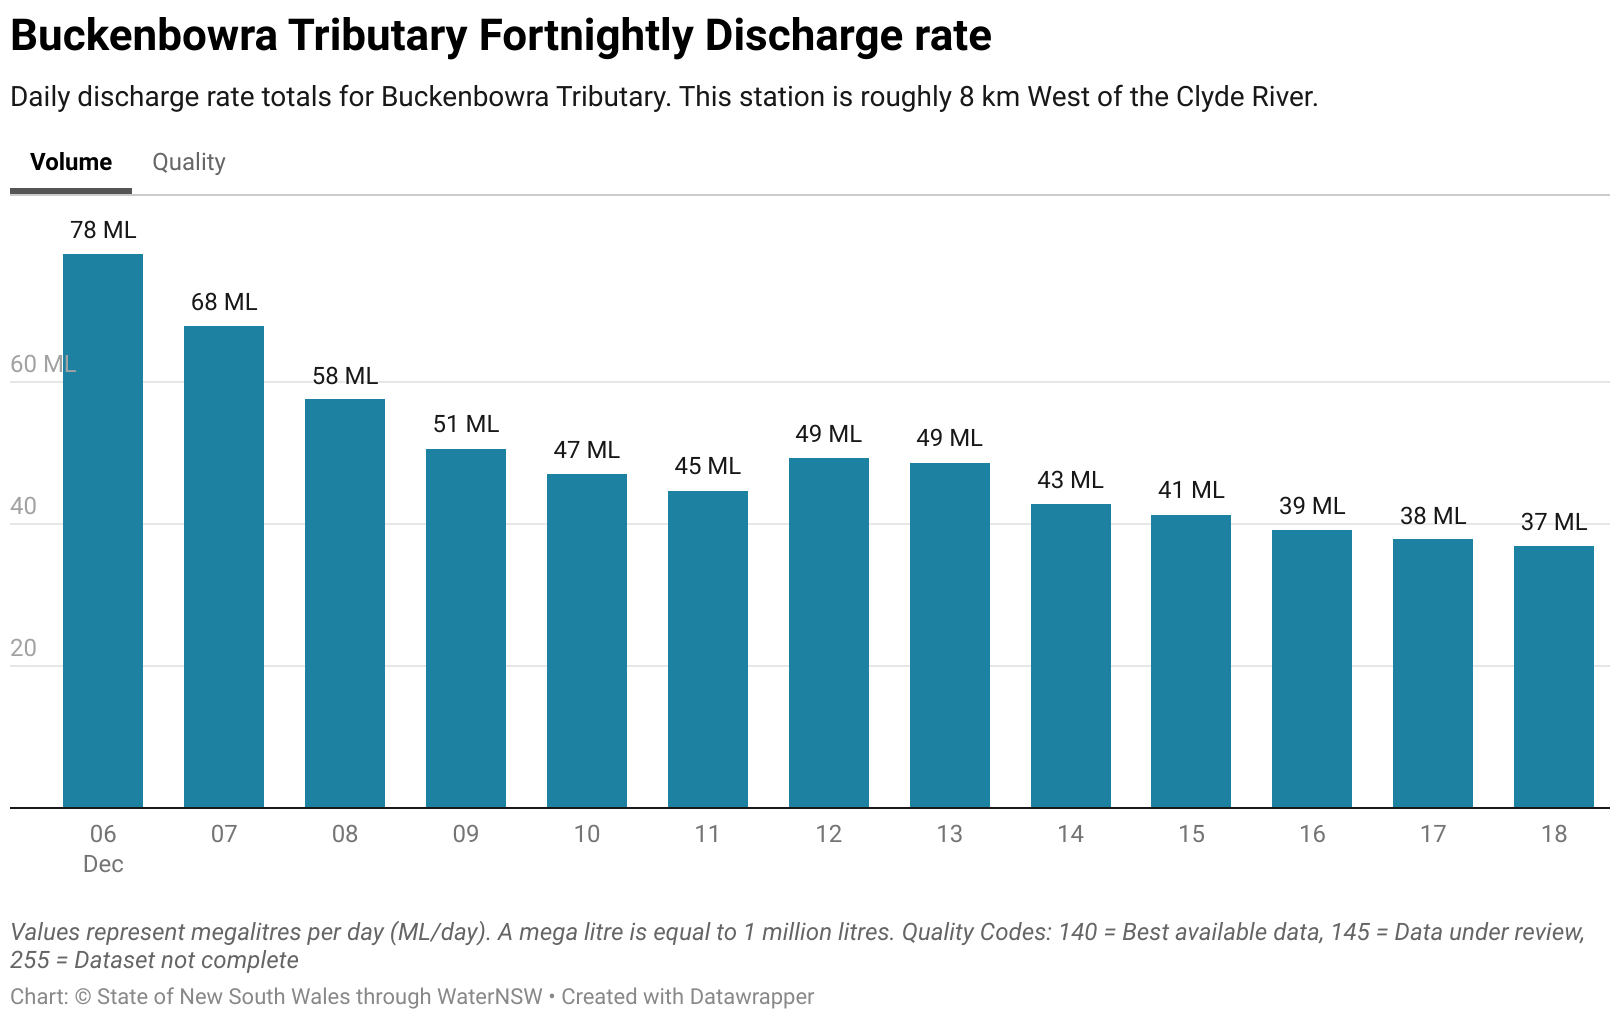 Buckenbowra Tributary Fortnightly Discharge rate
Daily discharge rate totals for Buckenbowra Tributary. This station is roughly 8 km West of the Clyde River.
Volume Quality
78 ML
68 ML
60 ML
58 ML
51 ML
47 ML
45 ML
49 ML
49 ML
43 ML
41 ML
39 ML
38 ML
37 ML
40
20
06 07 08 09 10 11 12 13 14 15 16 17 18
Dec
Values represent megalitres per day (ML/day). A mega litre is equal to 1 million litres. Quality Codes: 140 = Best available data, 145 = Data under review,
255 = Dataset not complete
Chart: © State of New South Wales through WaterNSW • Created with Datawrapper